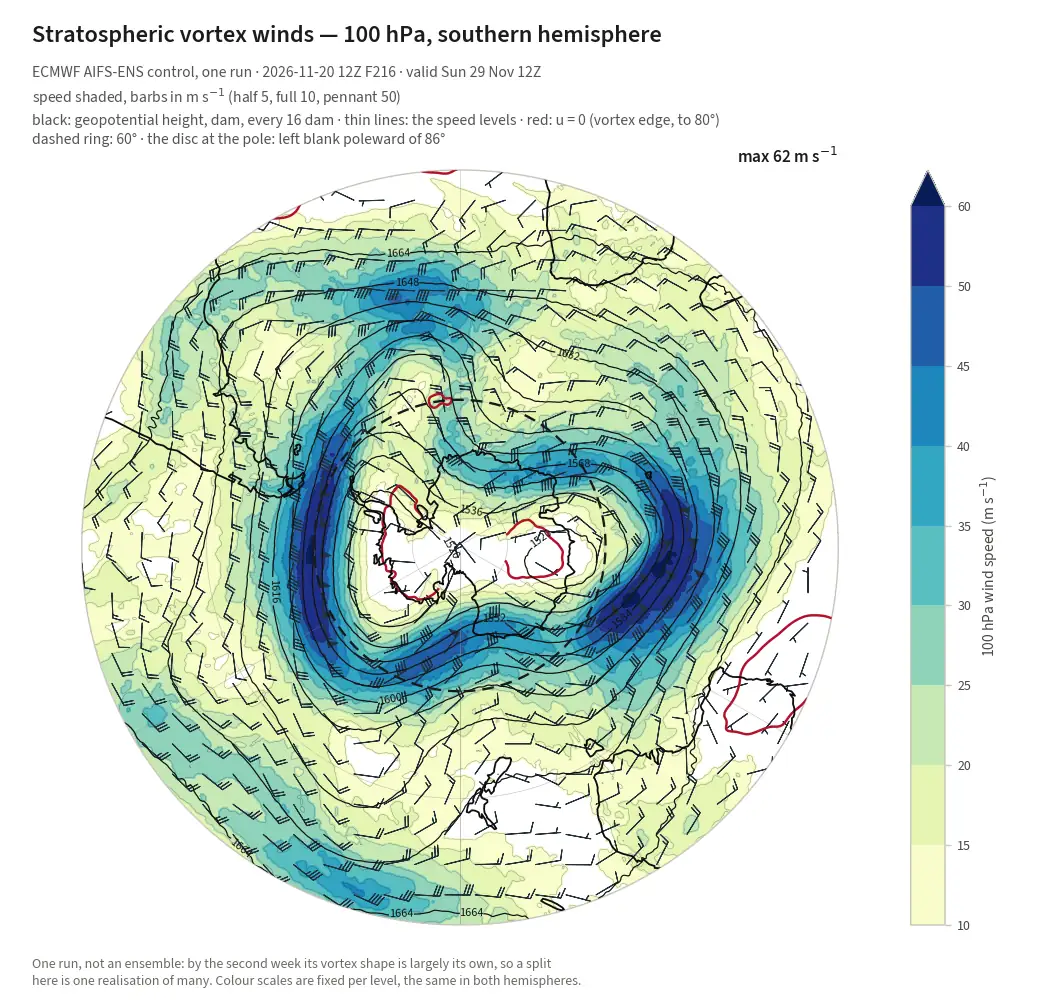 Stratospheric vortex winds — 100 hPa, southern hemisphere
ECMWF AIFS-ENS control, one run · 2026-11-20 12Z F216 · valid Sun 29 Nov 12Z
speed shaded, barbs in m s⁻¹ (half 5, full 10, pennant 50)
black: geopotential height, dam, every 16 dam · thin lines: the speed levels · red: u = 0 (vortex edge, to 80°)
dashed ring: 60° · the disc at the pole: left blank poleward of 86°
max 62 m s⁻¹
1664
1648
1632
1568
1536
1616
1600
1664 1664
60
50
45
40
35
30
25
20
15
10
100 hPa wind speed (m s⁻¹)
One run, not an ensemble: by the second week its vortex shape is largely its own, so a split
here is one realisation of many. Colour scales are fixed per level, the same in both hemispheres.